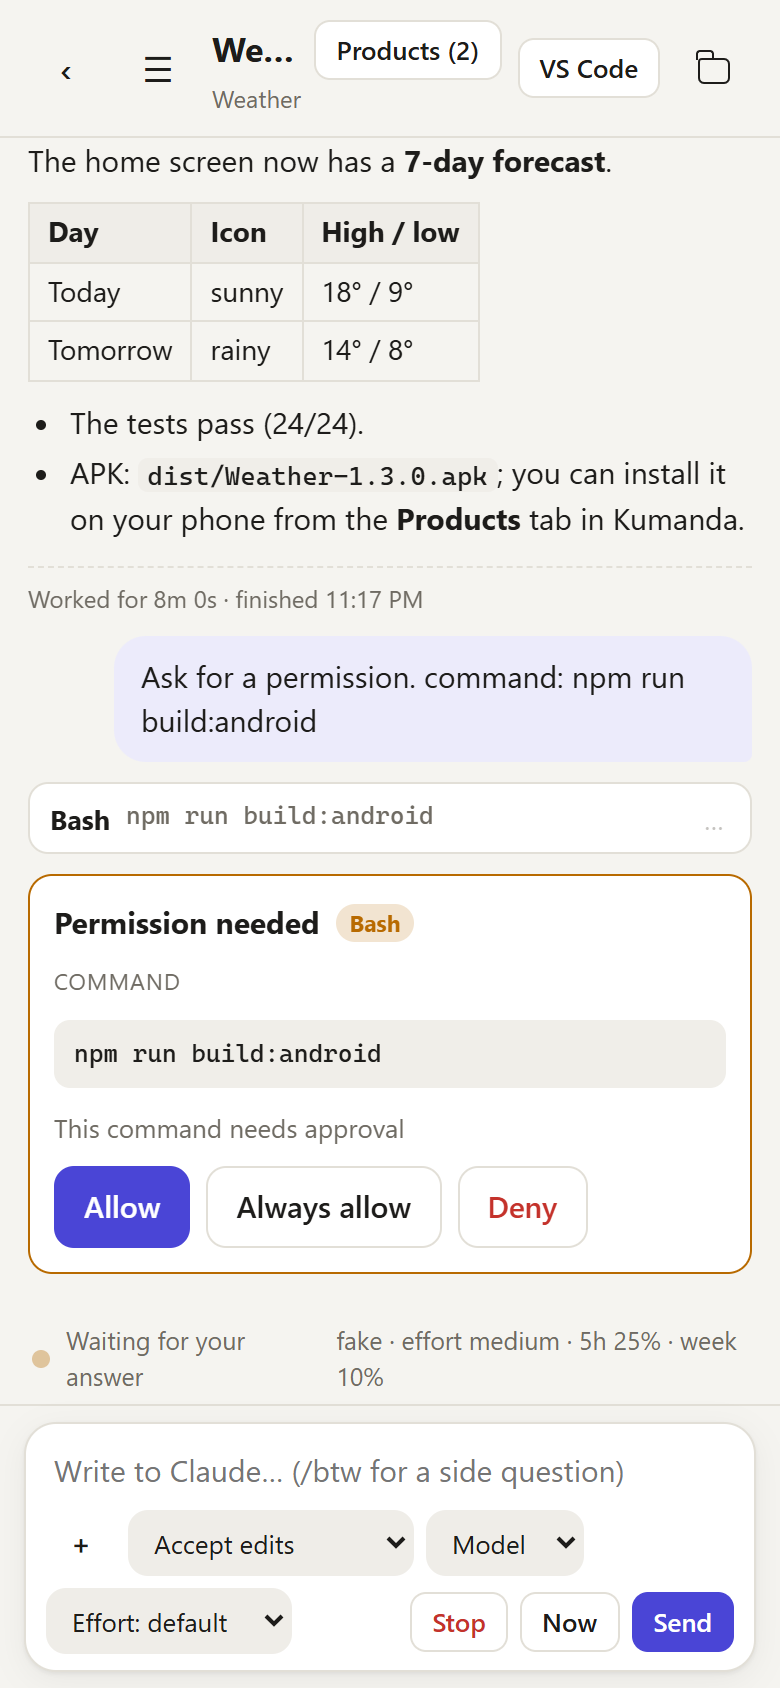 We...
Products (2)
VS Code
Weather
The home screen now has a 7-day forecast.
Day Icon High / low
Today sunny 18° / 9°
Tomorrow rainy 14° / 8°
• The tests pass (24/24).
• APK: dist/Weather-1.3.0.apk; you can install it
on your phone from the Products tab in Kumanda.
Worked for 8m 0s · finished 11:17 PM
Ask for a permission. command: npm run
build:android
Bash npm run build:android ...
Permission needed Bash
COMMAND
npm run build:android
This command needs approval
Allow Always allow Deny
Waiting for your
answer
fake · effort medium · 5h 25% · week
10%
Write to Claude... (/btw for a side question)
+ Accept edits Model
Effort: default Stop Now Send